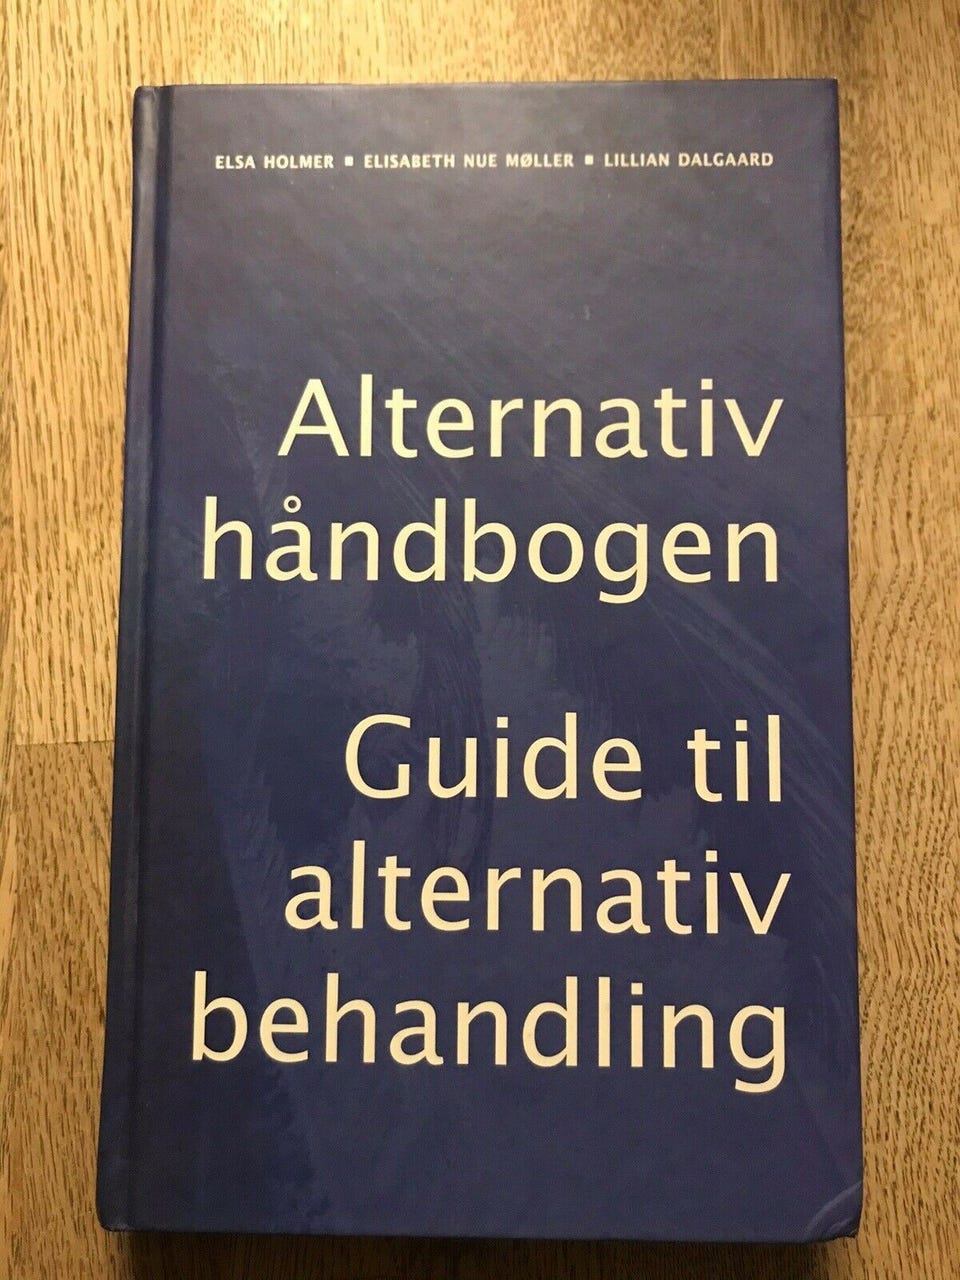 ELSA HOLMER ▪ ELISABETH NUE MØLLER ▪ LILLIAN DALGAARD
Alternativ
håndbogen
Guide til
alternativ
behandling